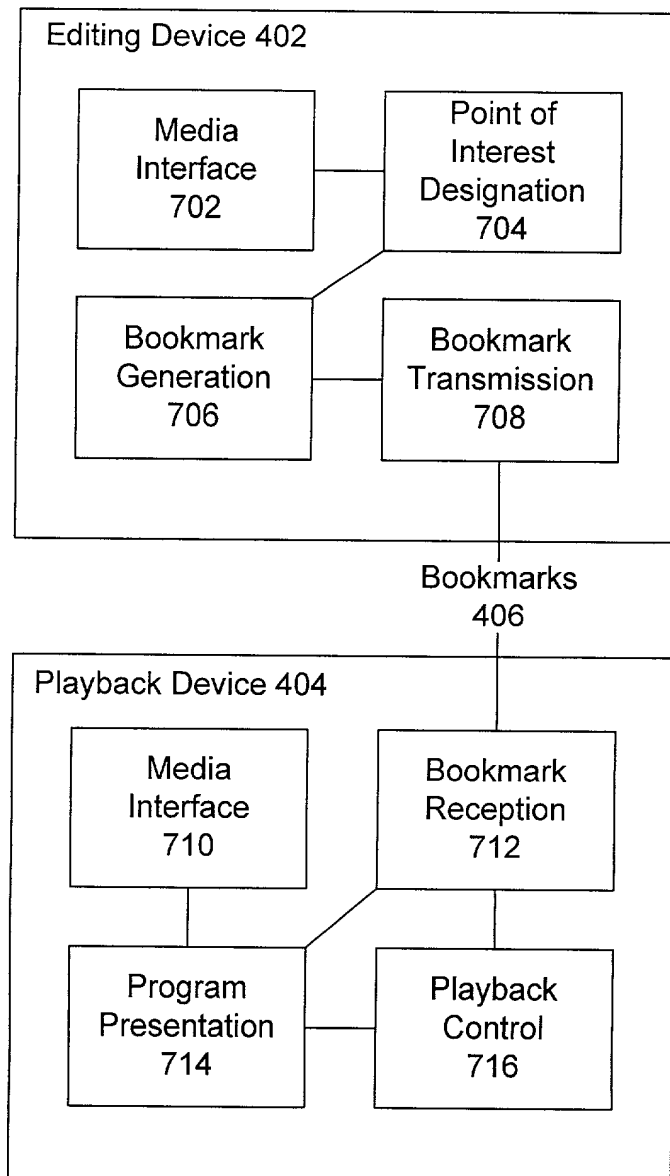 Editing Device 402
Media
Interface
702
Point of
Interest
Designation
704
Bookmark
Generation
706
Bookmark
Transmission
708
Bookmarks
406
Playback Device 404
Media
Interface
710
Bookmark
Reception
712
Program
Presentation
714
Playback
Control
716